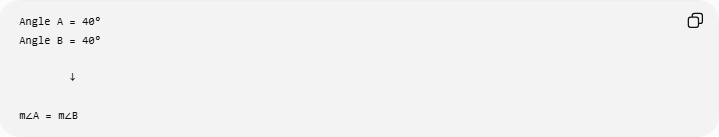 Angle A = 40°
Angle B = 40°
↓
m∠A = m∠B